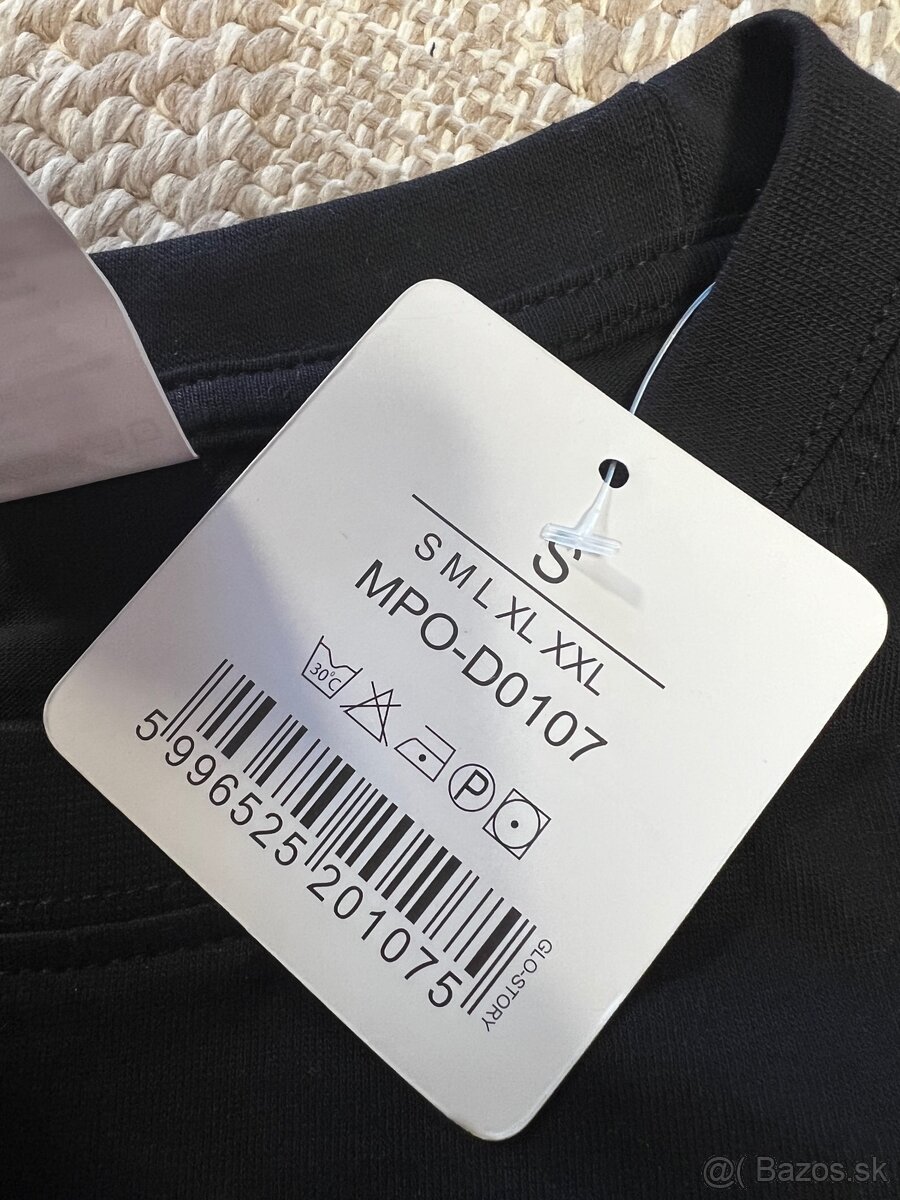 S
S M L XL XXL
MPO-D0107
30°C
P
5 996525 201075
GLO-STORY
@( Bazos.sk